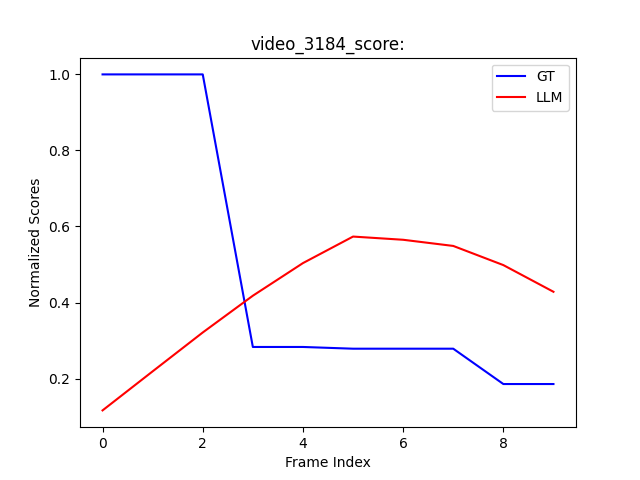 video_3184_score:
GT
LLM
Normalized Scores
1.0
0.8
0.6
0.4
0.2
0 2 4 6 8
Frame Index